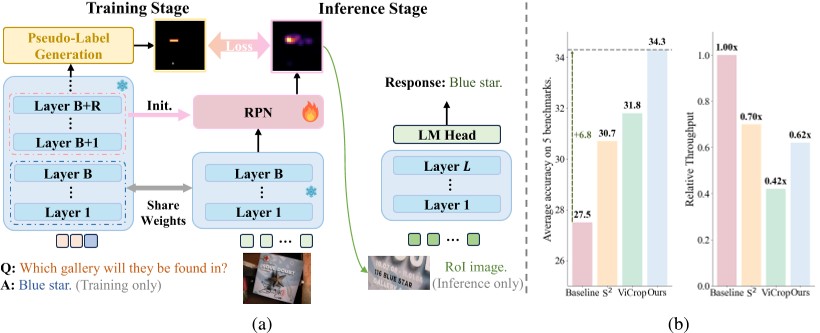 Training Stage
Inference Stage
Pseudo-Label
Generation
Loss
Layer B+R
Layer B+1
Layer B
Layer 1
Init.
RPN
Share
Weights
Layer B
Layer 1
Response: Blue star.
LM Head
Layer L
Layer 1
Q: Which gallery will they be found in?
A: Blue star. (Training only)
116 BLUE STAR
RoI image.
(Inference only)
(a)
Average accuracy on 5 benchmarks.
34
32
30
28
26
+6.8
27.5
30.7
31.8
34.3
Baseline S² ViCrop Ours
Relative Throughput
1.0
0.8
0.6
0.4
0.2
0.0
1.00x
0.70x
0.42x
0.62x
Baseline S² ViCrop Ours
(b)